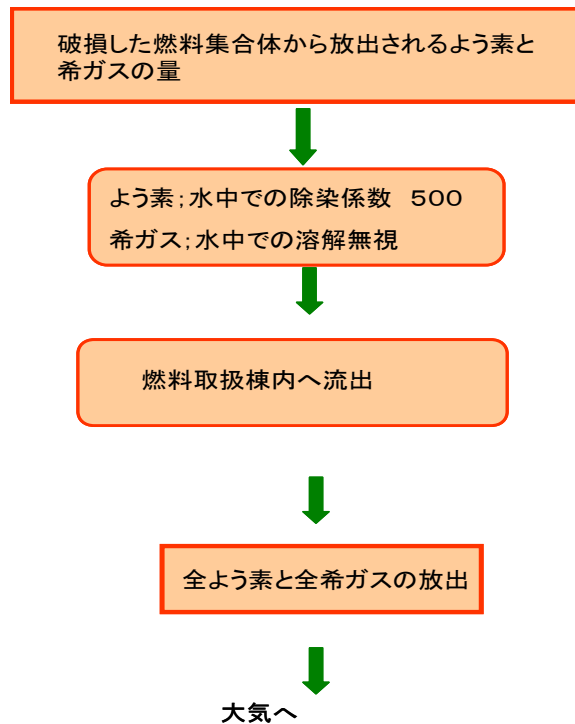 破損した燃料集合体から放出されるよう素と
希ガスの量
よう素；水中での除染係数　５００
希ガス；水中での溶解無視
燃料取扱棟内へ流出
全よう素と全希ガスの放出
大気へ